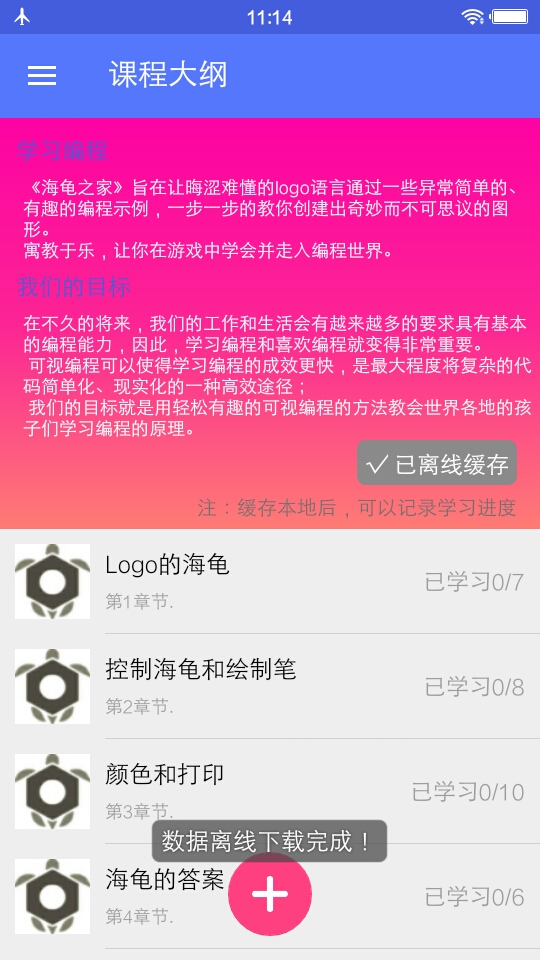 11:14
课程大纲
学习编程
《海龟之家》旨在让晦涩难懂的logo语言通过一些异常简单的、
有趣的编程示例，一步一步的教你创建出奇妙而不可思议的图
形。
寓教于乐，让你在游戏中学会并走入编程世界。
我们的目标
在不久的将来，我们的工作和生活会有越来越多的要求具有基本
的编程能力，因此，学习编程和喜欢编程就变得非常重要。
可视编程可以使得学习编程的成效更快，是最大程度将复杂的代
码简单化、现实化的一种高效途径；
我们的目标就是用轻松有趣的可视编程的方法教会世界各地的孩
子们学习编程的原理。
✓ 已离线缓存
注：缓存本地后，可以记录学习进度
Logo的海龟
第1章节.
已学习0/7
控制海龟和绘制笔
第2章节.
已学习0/8
颜色和打印
第3章节.
已学习0/10
数据离线下载完成！
海龟的答案
第4章节.
已学习0/6